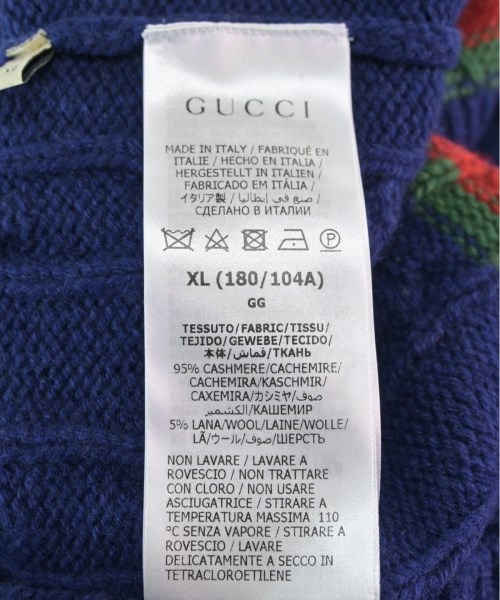 GUCCI
MADE IN ITALY / FABRIQUÉ EN
ITALIE / HECHO EN ITALIA /
HERGESTELLT IN ITALIEN /
FABRICADO EM ITÁLIA /
イタリア製 / صنع في إيطاليا /
СДЕЛАНО В ИТАЛИИ
P
XL (180/104A)
GG
TESSUTO/FABRIC/TISSU/
TEJIDO/GEWEBE/TECIDO/
本体/قماش/ТКАНЬ
95% CASHMERE/CACHEMIRE/
CACHEMIRA/KASCHMIR/
CAXEMIRA/カシミヤ/صوف
الكشمير/КАШЕМИР
5% LANA/WOOL/LAINE/WOLLE/
LÃ/ウール/صوف/ШЕРСТЬ
NON LAVARE / LAVARE A
ROVESCIO / NON TRATTARE
CON CLORO / NON USARE
ASCIUGATRICE / STIRARE A
TEMPERATURA MASSIMA 110
°C SENZA VAPORE / STIRARE A
ROVESCIO / LAVARE
DELICATAMENTE A SECCO IN
TETRACLOROETILENE